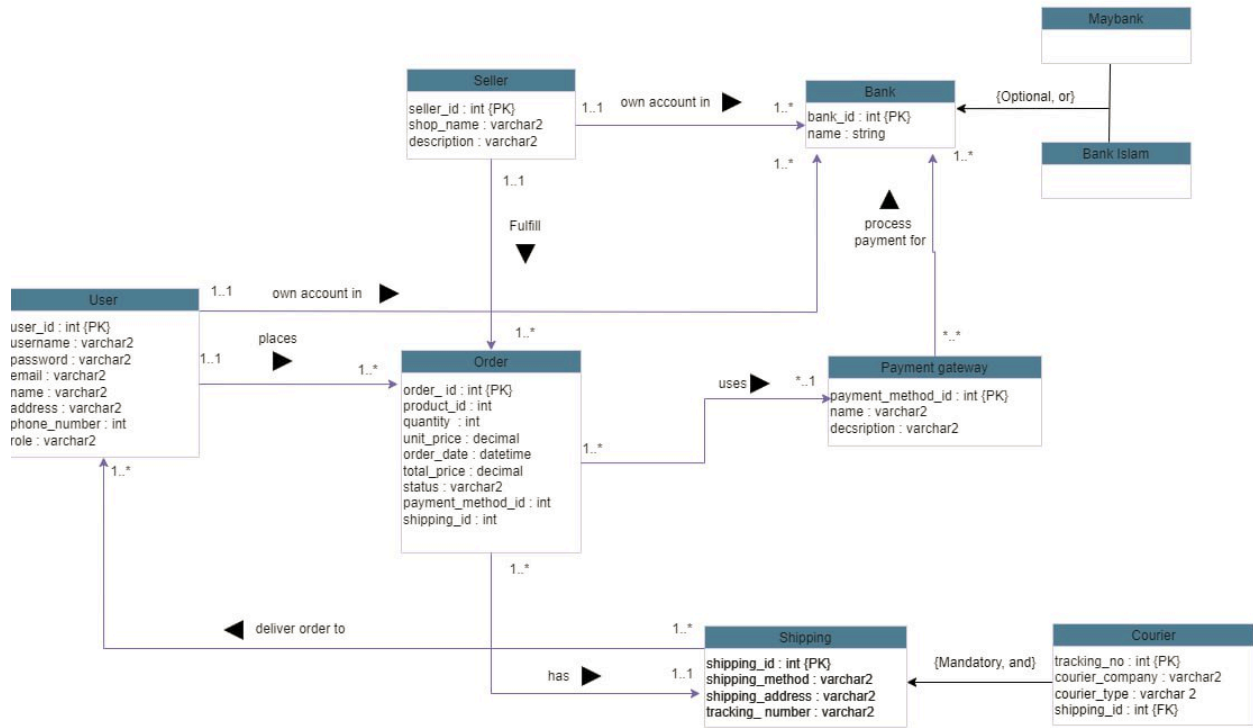 Maybank
Seller
seller_id : int {PK}
shop_name : varchar2
description : varchar2
1..1
own account in
1..*
Bank
bank_id : int {PK}
name : string
{Optional, or}
Bank Islam
1..1
1..*
1..*
Fulfill
process
payment for
User
user_id : int {PK}
username : varchar2
password : varchar2
email : varchar2
name : varchar2
address : varchar2
phone_number : int
role : varchar2
1..1
own account in
places
1..1
1..*
1..*
Order
order_ id : int {PK}
product_id : int
quantity : int
unit_price : decimal
order_date : datetime
total_price : decimal
status : varchar2
payment_method_id : int
shipping_id : int
uses
*..1
1..*
*..*
Payment gateway
payment_method_id : int {PK}
name : varchar2
decsription : varchar2
1..*
1..*
deliver order to
1..*
has
1..1
Shipping
shipping_id : int {PK}
shipping_method : varchar2
shipping_address : varchar2
tracking_ number : varchar2
{Mandatory, and}
Courier
tracking_no : int {PK}
courier_company : varchar2
courier_type : varchar 2
shipping_id : int {FK}